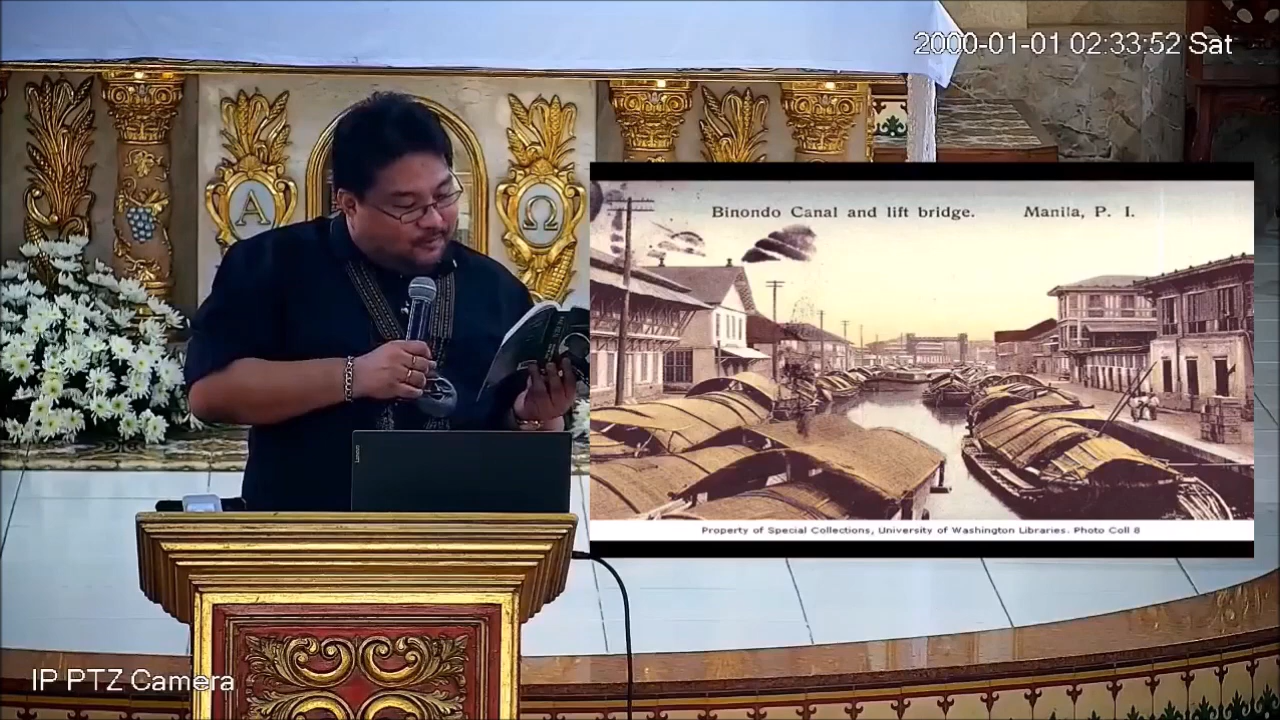 2000-01-01 02:33:52 Sat
Α
Ω
Binondo Canal and lift bridge. Manila, P. I.
Lenovo
Property of Special Collections, University of Washington Libraries. Photo Coll 8
IP PTZ Camera